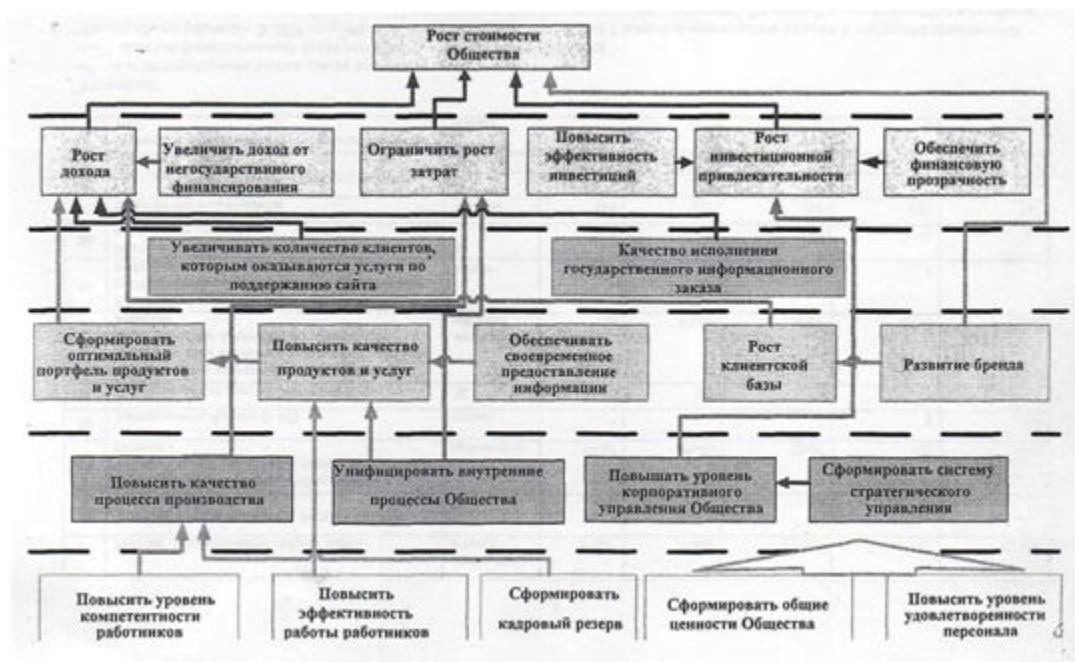 Рост стоимости
Общества
Рост
дохода
Увеличить доход от
негосударственного
финансирования
Ограничить рост
затрат
Повысить
эффективность
инвестиций
Рост
инвестиционной
привлекательности
Обеспечить
финансовую
прозрачность
Увеличивать количество клиентов,
которым оказываются услуги по
поддержанию сайта
Качество исполнения
государственного информационного
заказа
Сформировать
оптимальный
портфель продуктов
и услуг
Повысить качество
продуктов и услуг
Обеспечивать
своевременное
предоставление
информации
Рост
клиентской
базы
Развитие бренда
Повысить качество
процесса производства
Унифицировать внутренние
процессы Общества
Повышать уровень
корпоративного
управления Общества
Сформировать систему
стратегического
управления
Повысить уровень
компетентности
работников
Повысить
эффективность
работы работников
Сформировать
кадровый резерв
Сформировать общие
ценности Общества
Повысить уровень
удовлетворенности
персонала